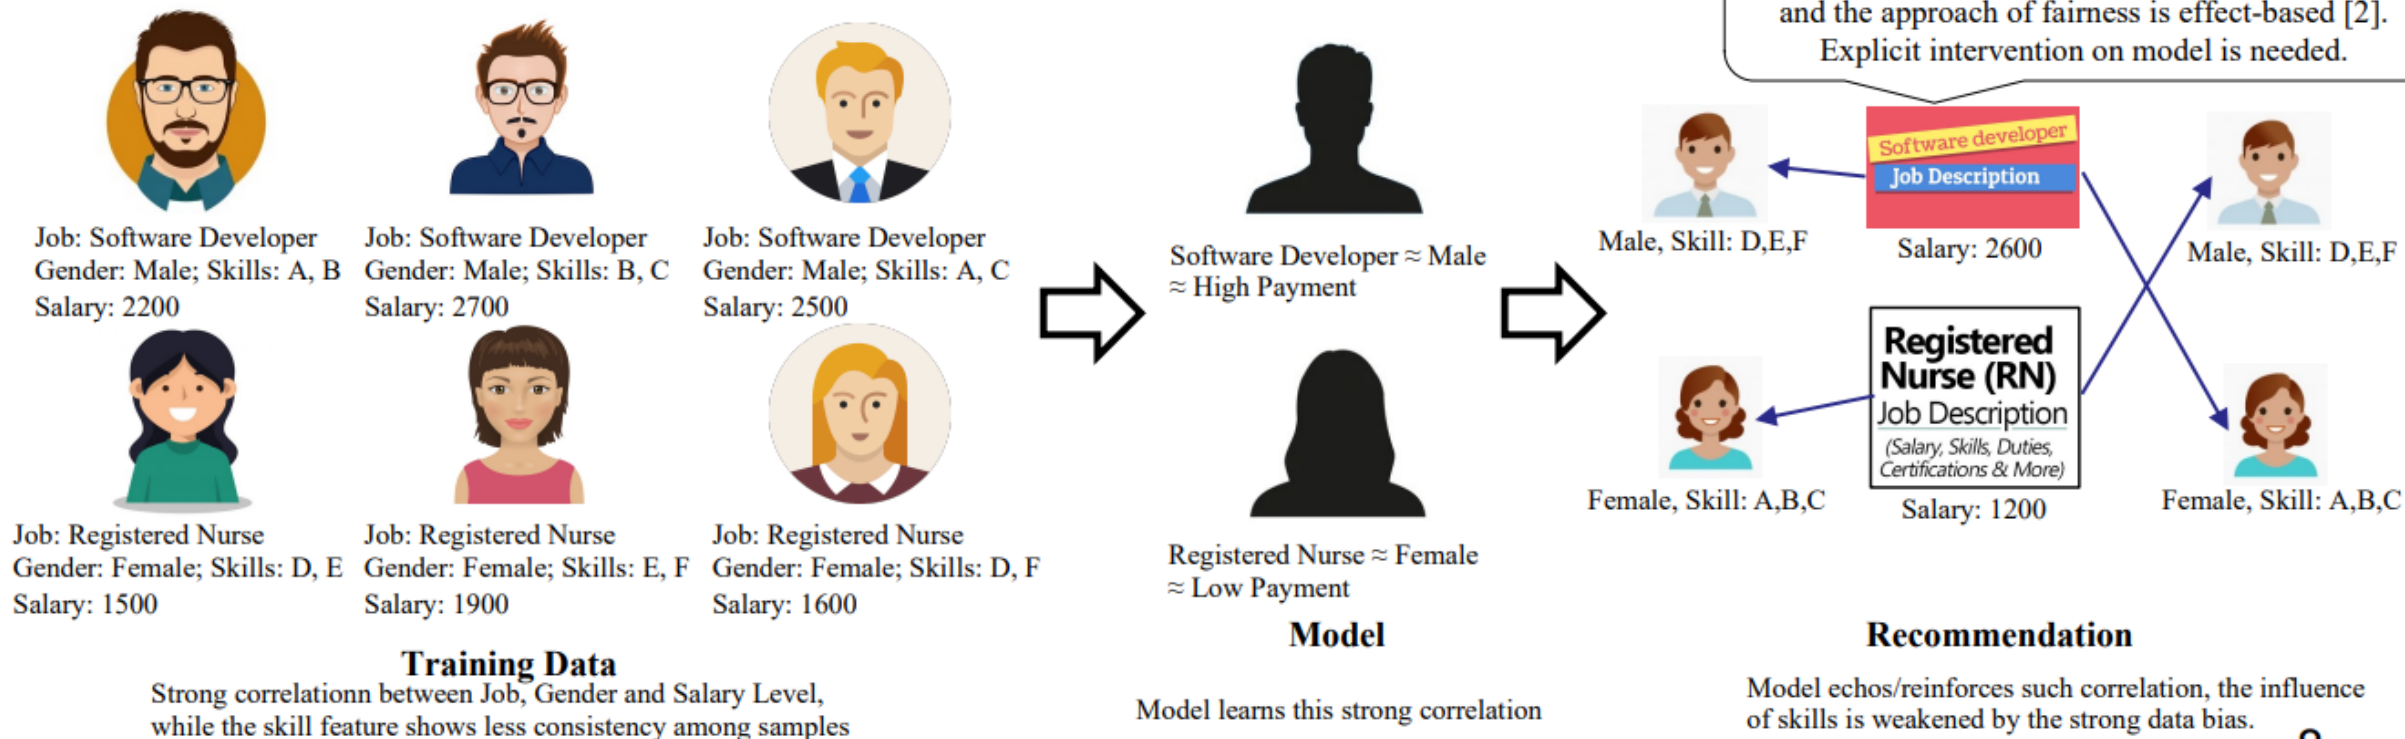 and the approach of fairness is effect-based [2].
Explicit intervention on model is needed.
Job: Software Developer
Gender: Male; Skills: A, B
Salary: 2200
Job: Software Developer
Gender: Male; Skills: B, C
Salary: 2700
Job: Software Developer
Gender: Male; Skills: A, C
Salary: 2500
Job: Registered Nurse
Gender: Female; Skills: D, E
Salary: 1500
Job: Registered Nurse
Gender: Female; Skills: E, F
Salary: 1900
Job: Registered Nurse
Gender: Female; Skills: D, F
Salary: 1600
Training Data
Strong correlationn between Job, Gender and Salary Level,
while the skill feature shows less consistency among samples
Software Developer ≈ Male
≈ High Payment
Registered Nurse ≈ Female
≈ Low Payment
Model
Model learns this strong correlation
Male, Skill: D,E,F
Software developer
Job Description
Salary: 2600
Male, Skill: D,E,F
Female, Skill: A,B,C
Registered
Nurse (RN)
Job Description
(Salary, Skills, Duties,
Certifications & More)
Salary: 1200
Female, Skill: A,B,C
Recommendation
Model echos/reinforces such correlation, the influence
of skills is weakened by the strong data bias.